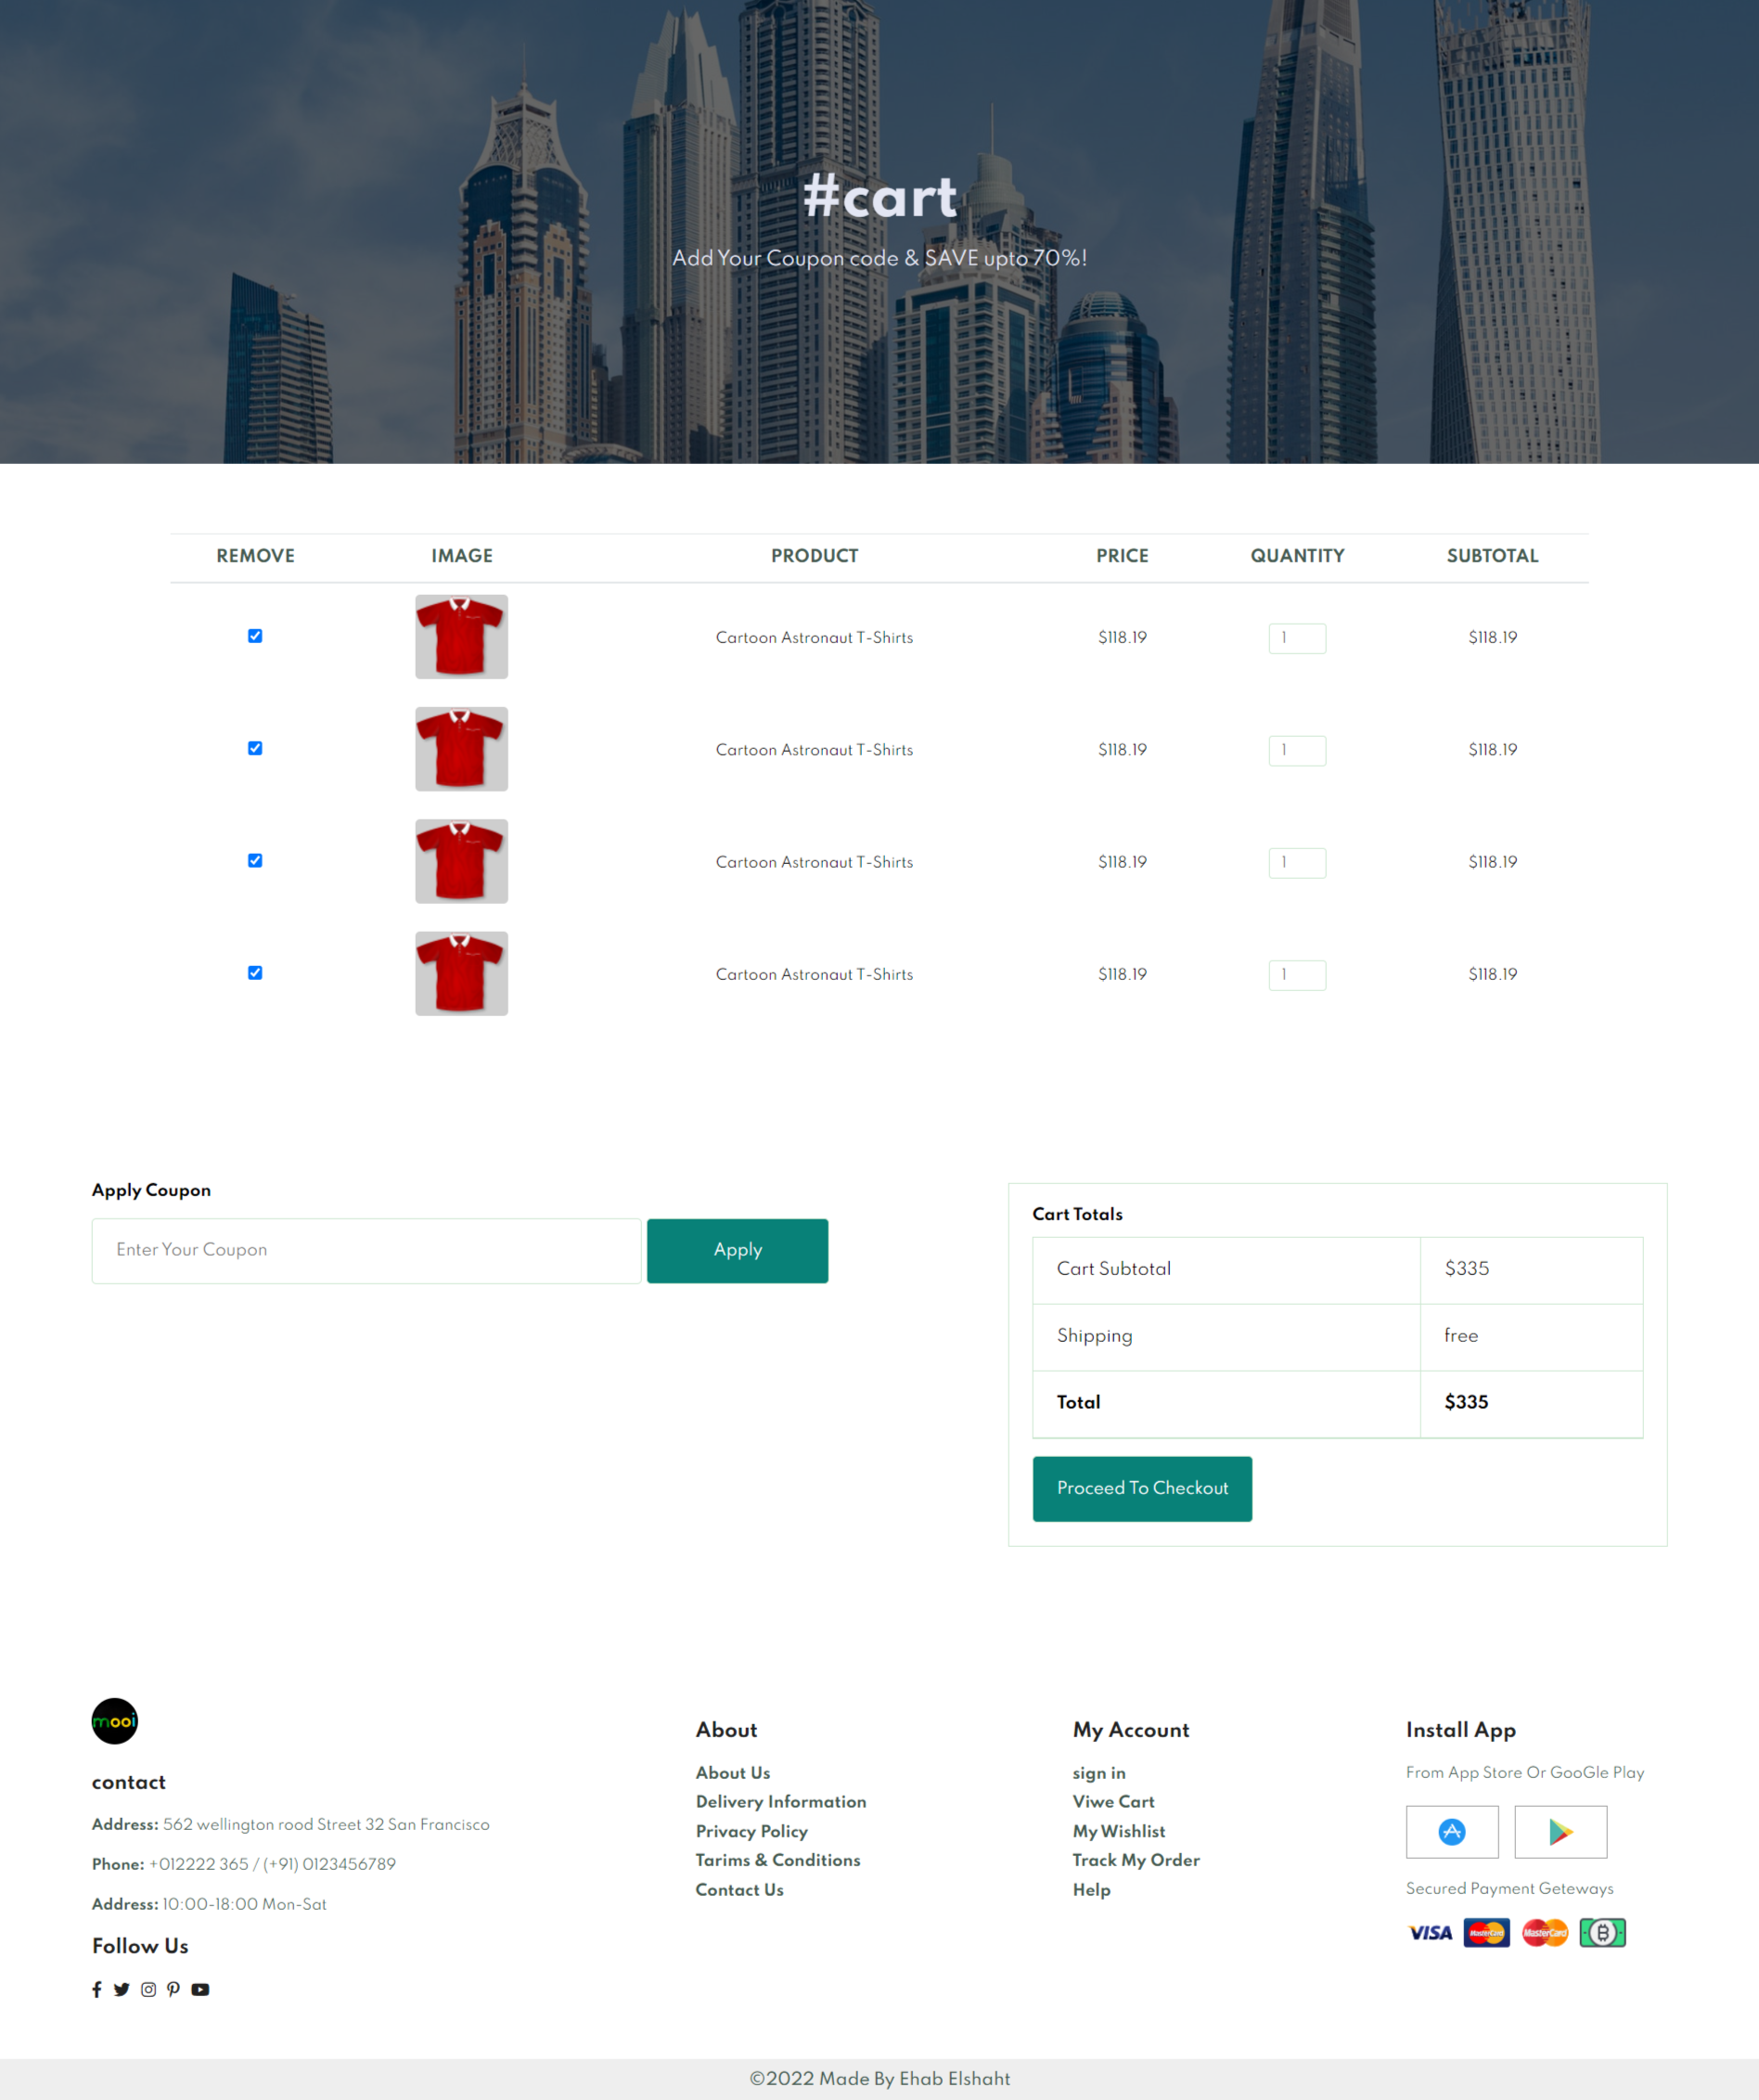 #cart
Add Your Coupon code & SAVE upto 70%!
REMOVE IMAGE PRODUCT PRICE QUANTITY SUBTOTAL
Cartoon Astronaut T-Shirts $118.19 1 $118.19
Cartoon Astronaut T-Shirts $118.19 1 $118.19
Cartoon Astronaut T-Shirts $118.19 1 $118.19
Cartoon Astronaut T-Shirts $118.19 1 $118.19
Apply Coupon
Enter Your Coupon Apply
Cart Totals
Cart Subtotal $335
Shipping free
Total $335
Proceed To Checkout
mooi
contact
Address: 562 wellington rood Street 32 San Francisco
Phone: +012222 365 / (+91) 0123456789
Address: 10:00-18:00 Mon-Sat
Follow Us
About
About Us
Delivery Information
Privacy Policy
Tarims & Conditions
Contact Us
My Account
sign in
Viwe Cart
My Wishlist
Track My Order
Help
Install App
From App Store Or GooGle Play
Secured Payment Geteways
VISA MasterCard MasterCard
©2022 Made By Ehab Elshaht